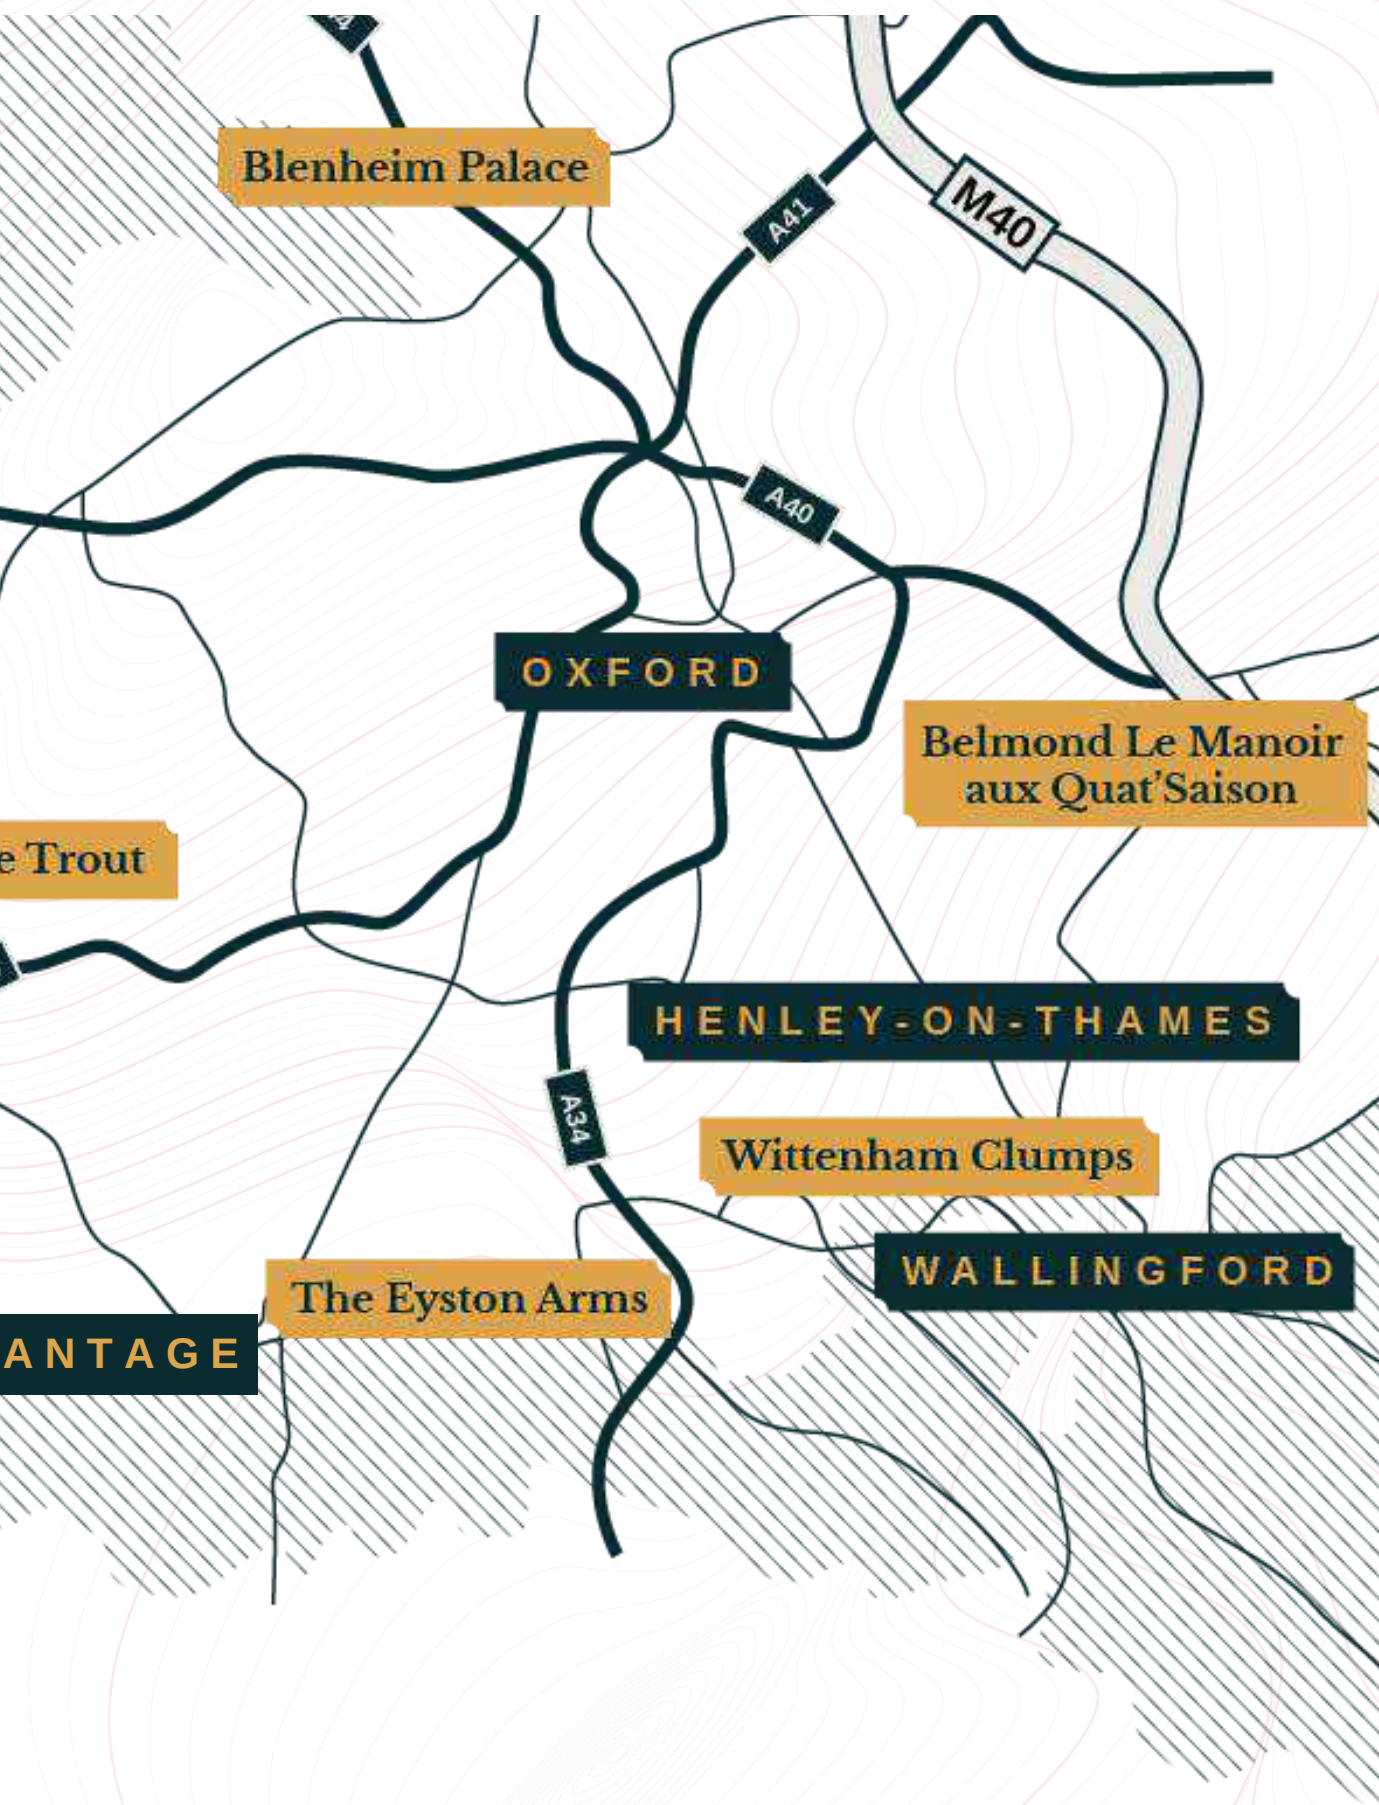 4
Blenheim Palace
A41
M40
A40
OXFORD
Belmond Le Manoir
aux Quat’Saison
e Trout
HENLEY-ON-THAMES
A34
Wittenham Clumps
WALLINGFORD
The Eyston Arms
ANTAGE